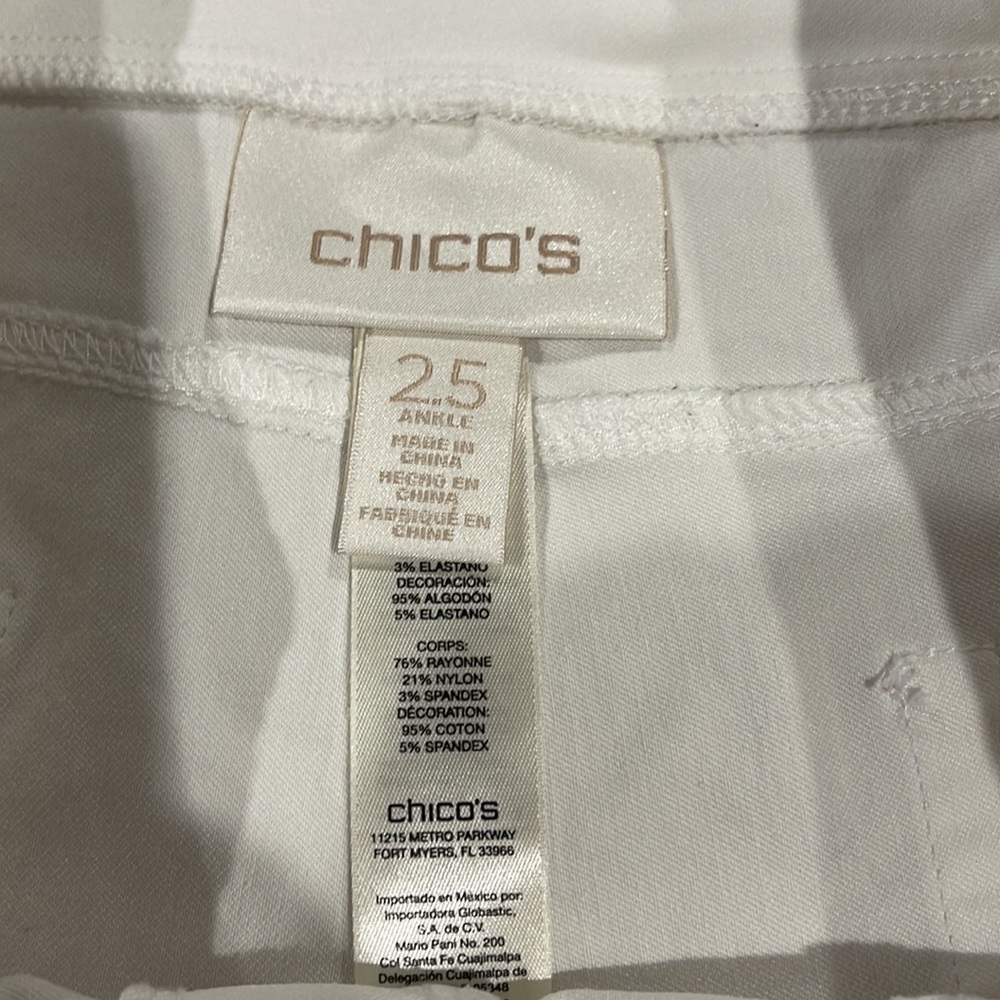 chico's
2.5
ANKLE
MADE IN
CHINA
HECHO EN
CHINA
FABRIQUÉ EN
CHINE
3% ELASTANO
DECORACIÓN:
95% ALGODÓN
5% ELASTANO
CORPS:
76% RAYONNE
21% NYLON
3% SPANDEX
DÉCORATION:
95% COTON
5% SPANDEX
chico's
11215 METRO PARKWAY
FORT MYERS, FL 33966
Importado en México por:
Importadora Globastic,
S.A. de C.V.
Mario Pani No. 200
Col Santa Fe Cuajimalpa
Delegación Cuajimalpa de
05348